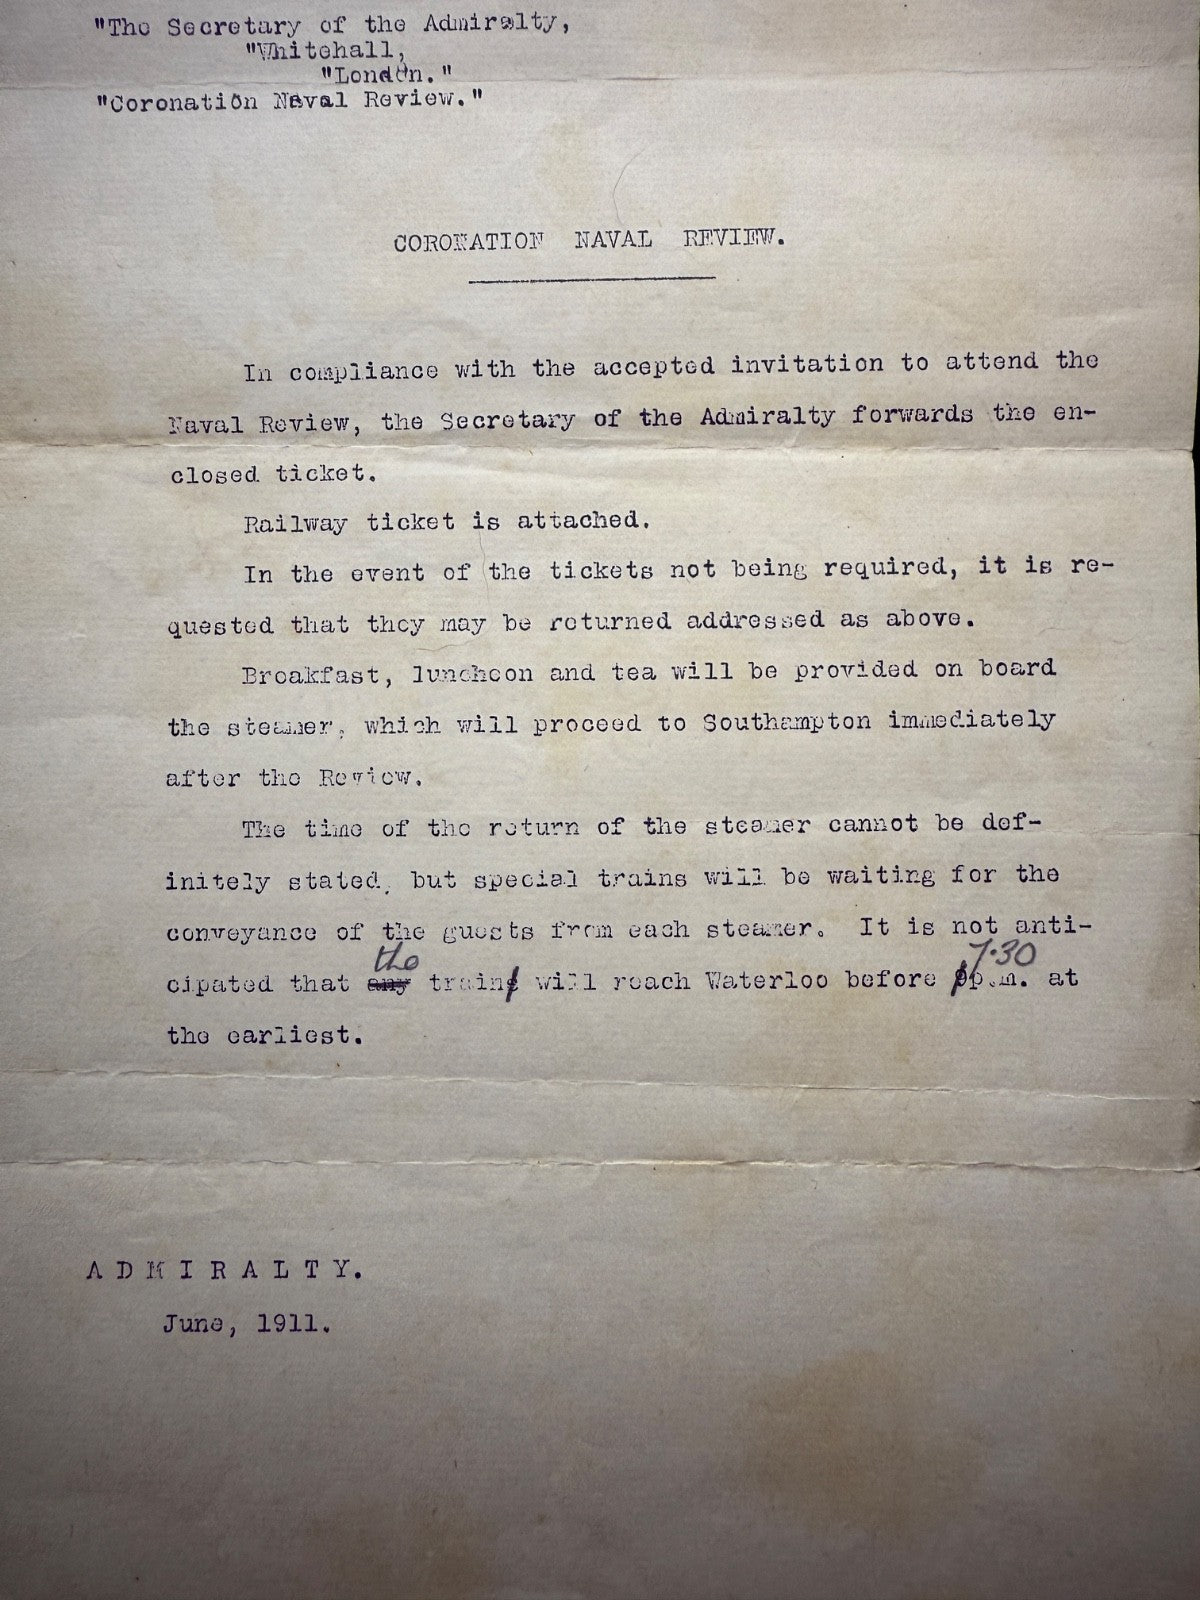 "The Secretary of the Admiralty,
"Whitehall,
"London."
"Coronation Naval Review."
CORONATION NAVAL REVIEW.
In compliance with the accepted invitation to attend the
Naval Review, the Secretary of the Admiralty forwards the en-
closed ticket.
Railway ticket is attached.
In the event of the tickets not being required, it is re-
quested that they may be returned addressed as above.
Breakfast, luncheon and tea will be provided on board
the steamer, which will proceed to Southampton immediately
after the Review.
The time of the return of the steamer cannot be def-
initely stated, but special trains will be waiting for the
conveyance of the guests from each steamer. It is not anti-
the 7.30
cipated that any trains will reach Waterloo before 9p.m. at
the earliest.
ADMIRALTY.
June, 1911.